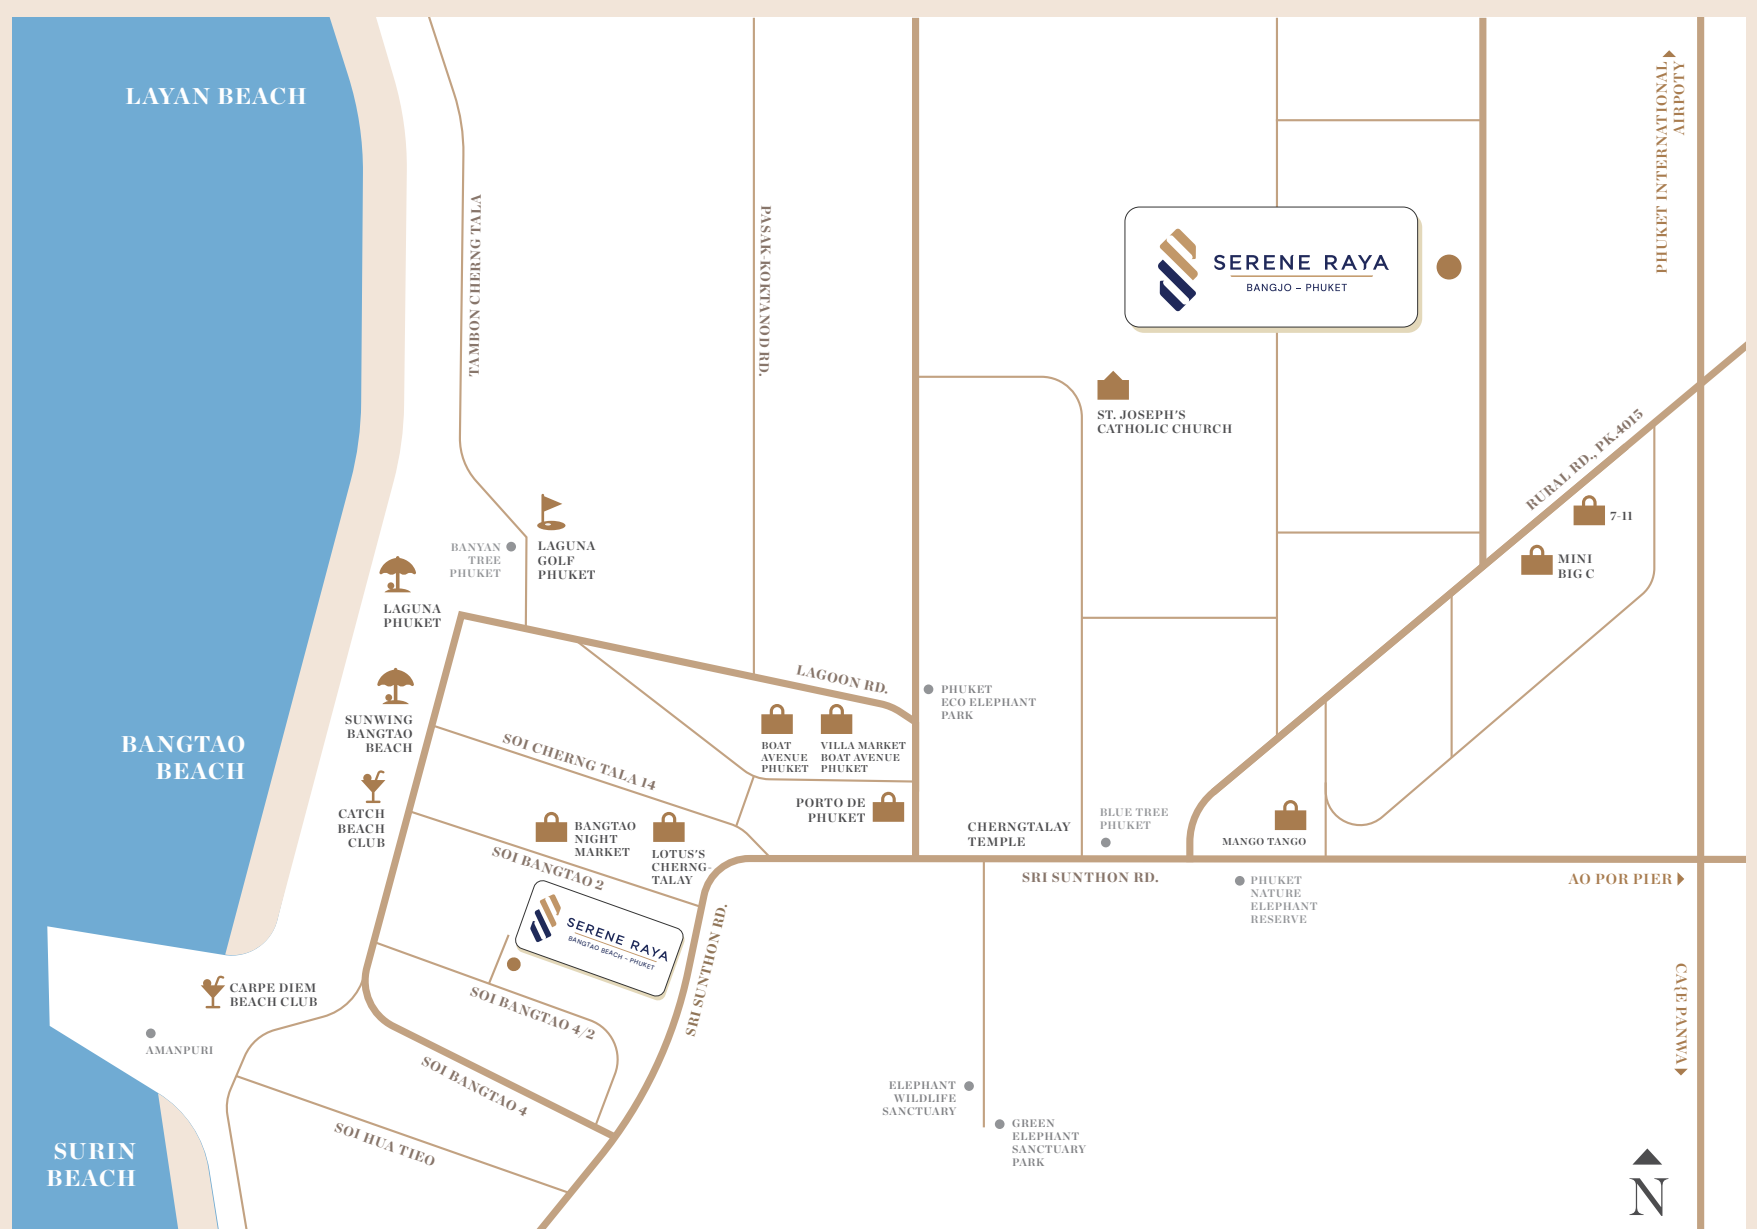 LAYAN BEACH
TAMBON CHERNG TALA
PASAK-KOKTANOD RD.
PHUKET INTERNATIONAL
AIRPOTY
SERENE RAYA
BANGJO – PHUKET
ST. JOSEPH'S
CATHOLIC CHURCH
RURAL RD., PK.4015
7-11
MINI
BIG C
BANYAN
TREE
PHUKET
LAGUNA
GOLF
PHUKET
LAGUNA
PHUKET
LAGOON RD.
PHUKET
ECO ELEPHANT
PARK
SUNWING
BANGTAO
BEACH
BANGTAO
BEACH
SOI CHERNG TALA 14
BOAT
AVENUE
PHUKET
VILLA MARKET
BOAT AVENUE
PHUKET
CATCH
BEACH
CLUB
PORTO DE
PHUKET
BANGTAO
NIGHT
MARKET
LOTUS'S
CHERNG-
TALAY
CHERNGTALAY
TEMPLE
BLUE TREE
PHUKET
MANGO TANGO
SOI BANGTAO 2
SRI SUNTHON RD.
PHUKET
NATURE
ELEPHANT
RESERVE
AO POR PIER
SERENE RAYA
BANGTAO BEACH – PHUKET
SRI SUNTHON RD.
CARPE DIEM
BEACH CLUB
SOI BANGTAO 4/2
AMANPURI
SOI BANGTAO 4
SOI HUA TIEO
ELEPHANT
WILDLIFE
SANCTUARY
GREEN
ELEPHANT
SANCTUARY
PARK
CAPE PANWA
SURIN
BEACH
N